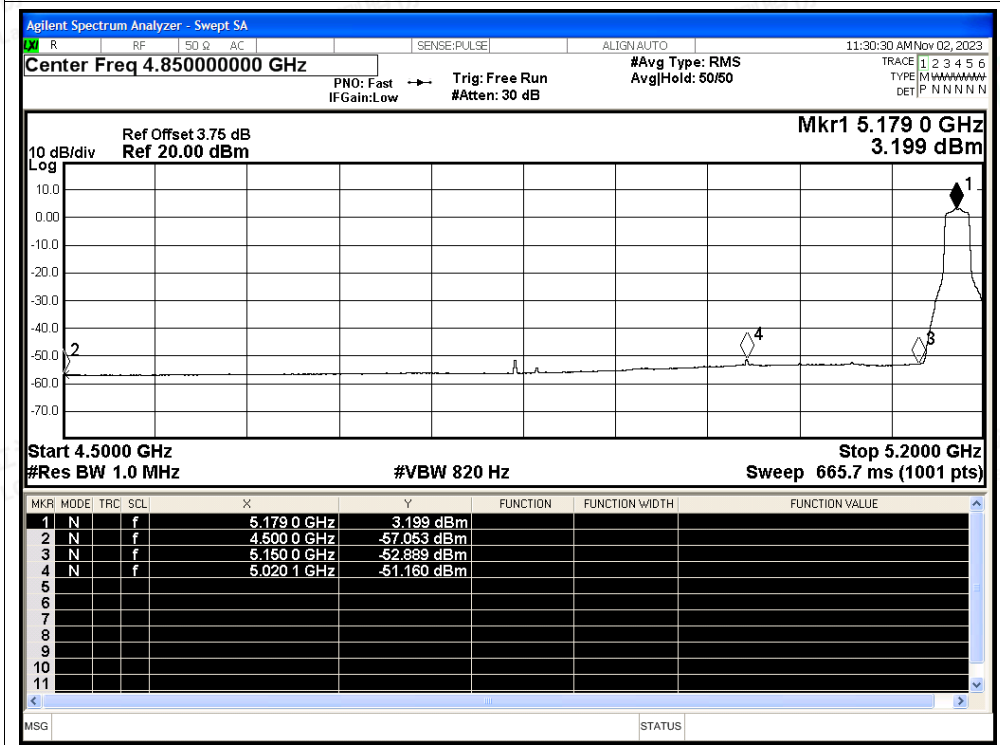 Agilent Spectrum Analyzer - Swept SA
LXI R RF 50 Ω AC SENSE:PULSE ALIGN AUTO 11:30:30 AM Nov 02, 2023
Center Freq 4.850000000 GHz
PNO: Fast
IFGain:Low
Trig: Free Run
#Atten: 30 dB
#Avg Type: RMS
Avg|Hold: 50/50
TRACE 1 2 3 4 5 6
TYPE M
DET P N N N N N
Mkr1 5.179 0 GHz
3.199 dBm
Ref Offset 3.75 dB
10 dB/div Ref 20.00 dBm
Log
10.0
0.00
-10.0
-20.0
-30.0
-40.0
-50.0
-60.0
-70.0
1
2
4
3
Start 4.5000 GHz Stop 5.2000 GHz
#Res BW 1.0 MHz #VBW 820 Hz Sweep 665.7 ms (1001 pts)
MKR MODE TRC SCL X Y FUNCTION FUNCTION WIDTH FUNCTION VALUE
1 N f 5.179 0 GHz 3.199 dBm
2 N f 4.500 0 GHz -57.053 dBm
3 N f 5.150 0 GHz -52.889 dBm
4 N f 5.020 1 GHz -51.160 dBm
5
6
7
8
9
10
11
MSG STATUS